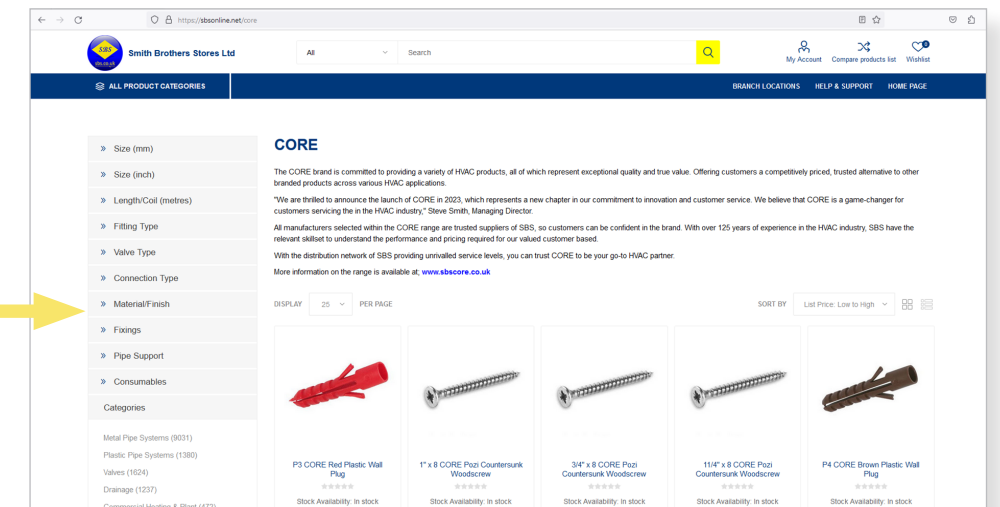 https://sbsonline.net/core
SBS
sbs.co.uk
Smith Brothers Stores Ltd
All
Search
My Account
Compare products list
0
Wishlist
ALL PRODUCT CATEGORIES
BRANCH LOCATIONS
HELP & SUPPORT
HOME PAGE
» Size (mm)
» Size (inch)
» Length/Coil (metres)
» Fitting Type
» Valve Type
» Connection Type
» Material/Finish
» Fixings
» Pipe Support
» Consumables
Categories
Metal Pipe Systems (9031)
Plastic Pipe Systems (1380)
Valves (1624)
Drainage (1237)
Commercial Heating & Plant (472)
CORE
The CORE brand is committed to providing a variety of HVAC products, all of which represent exceptional quality and true value. Offering customers a competitively priced, trusted alternative to other
branded products across various HVAC applications.
"We are thrilled to announce the launch of CORE in 2023, which represents a new chapter in our commitment to innovation and customer service. We believe that CORE is a game-changer for
customers servicing the in the HVAC industry," Steve Smith, Managing Director.
All manufacturers selected within the CORE range are trusted suppliers of SBS, so customers can be confident in the brand. With over 125 years of experience in the HVAC industry, SBS have the
relevant skillset to understand the performance and pricing required for our valued customer based.
With the distribution network of SBS providing unrivalled service levels, you can trust CORE to be your go-to HVAC partner.
More information on the range is available at; www.sbscore.co.uk
DISPLAY 25 PER PAGE
SORT BY List Price: Low to High
P3 CORE Red Plastic Wall
Plug
Stock Availability: In stock
1" x 8 CORE Pozi Countersunk
Woodscrew
Stock Availability: In stock
3/4" x 8 CORE Pozi
Countersunk Woodscrew
Stock Availability: In stock
11/4" x 8 CORE Pozi
Countersunk Woodscrew
Stock Availability: In stock
P4 CORE Brown Plastic Wall
Plug
Stock Availability: In stock